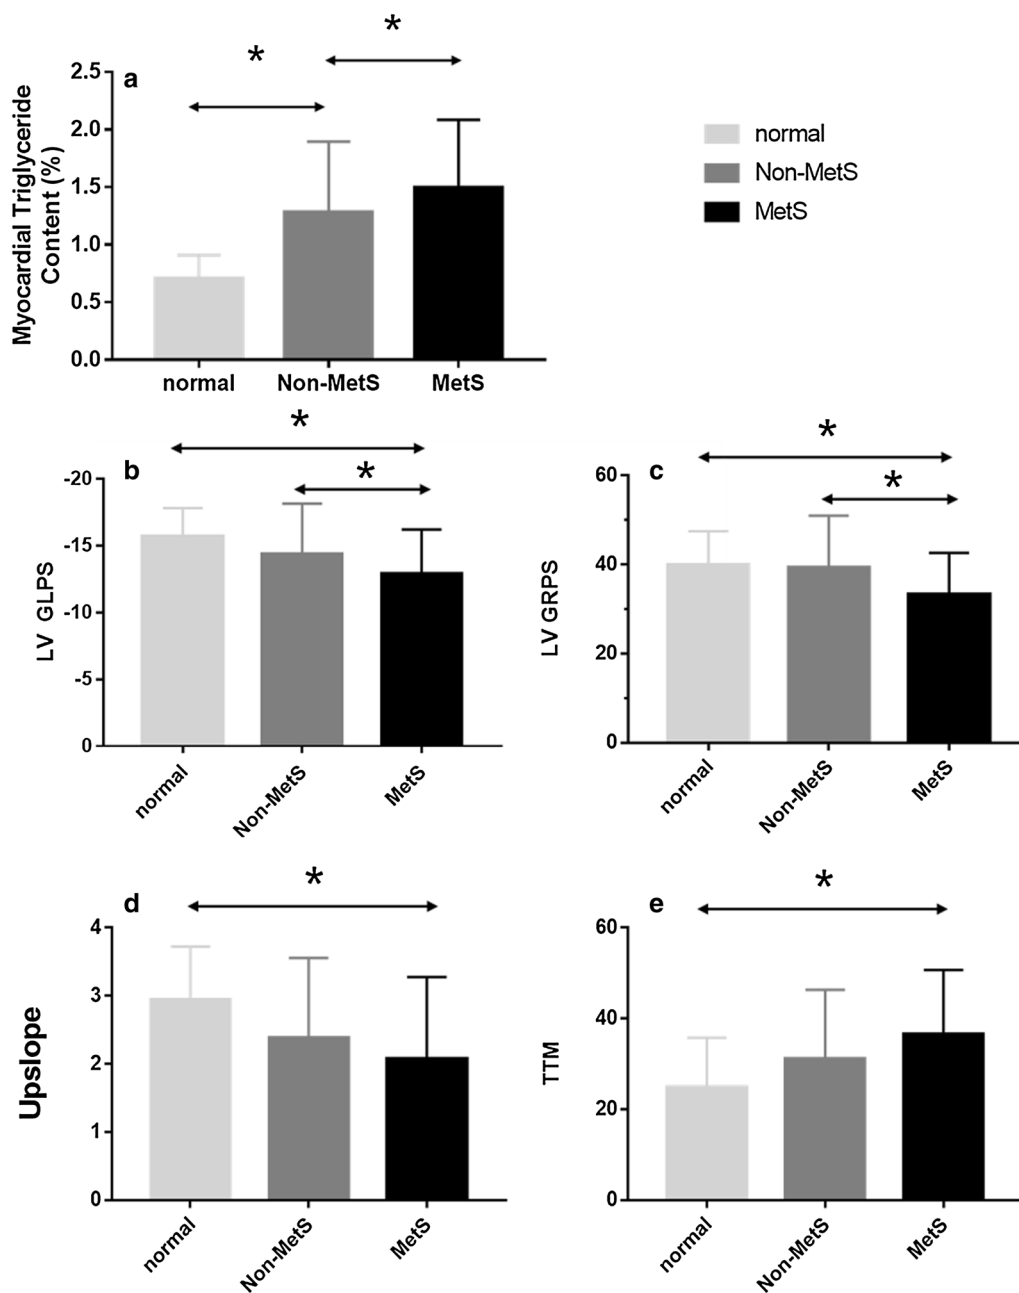 *
*
a
2.5
2.0
1.5
1.0
0.5
0.0
Myocardial Triglyceride
Content (%)
normal
Non-MetS
MetS
normal
Non-MetS
MetS
*
*
b
-20
-15
-10
-5
0
LV GLPS
normal
Non-MetS
MetS
*
*
c
60
40
20
0
LV GRPS
normal
Non-MetS
MetS
*
d
4
3
2
1
0
Upslope
normal
Non-MetS
MetS
*
e
60
40
20
0
TTM
normal
Non-MetS
MetS